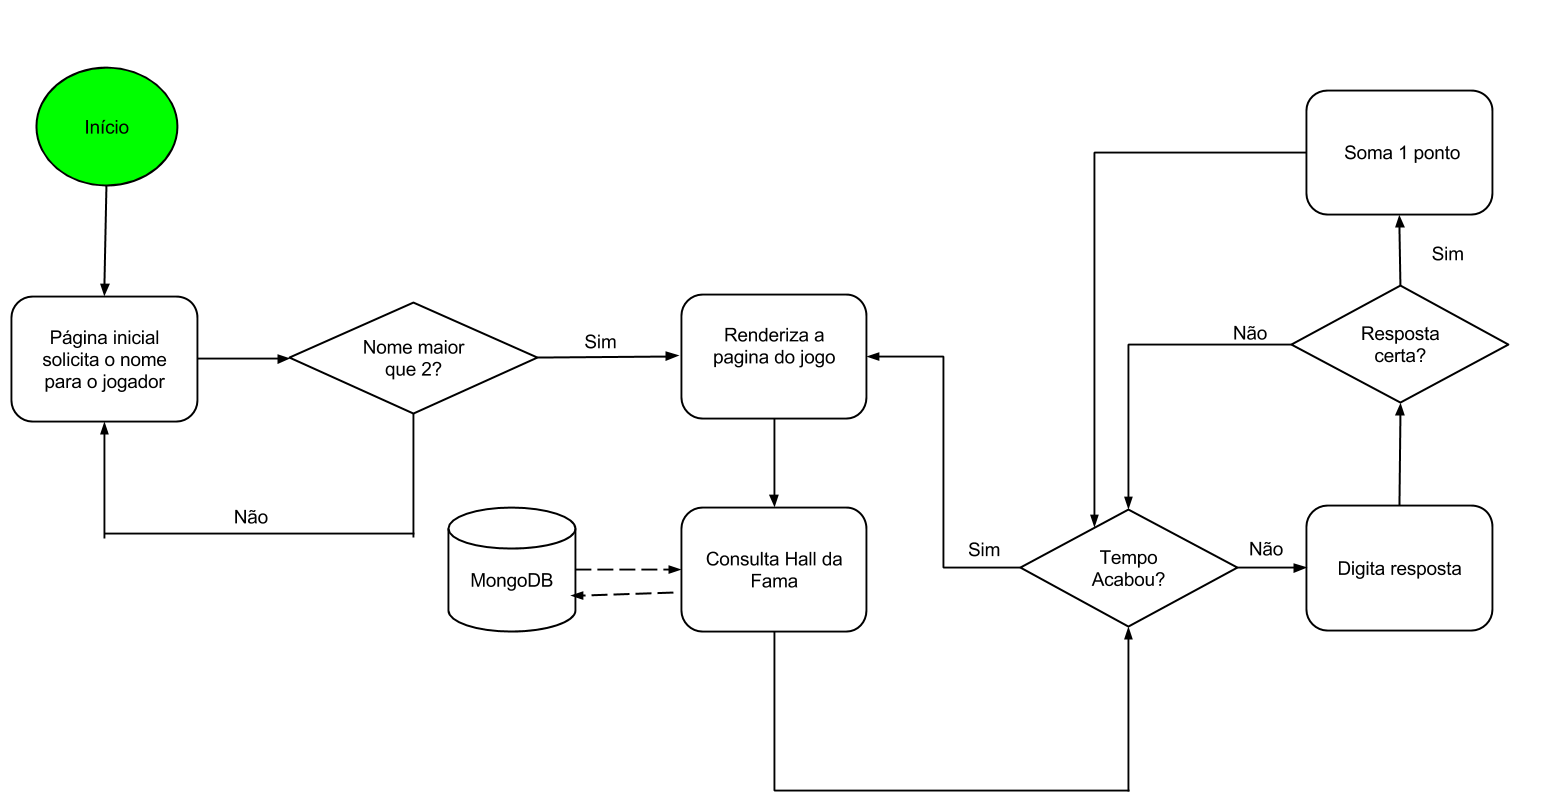 Início
Página inicial
solicita o nome
para o jogador
Nome maior
que 2?
Sim
Não
Renderiza a
pagina do jogo
MongoDB
Consulta Hall da
Fama
Sim
Tempo
Acabou?
Não
Digita resposta
Resposta
certa?
Não
Sim
Soma 1 ponto